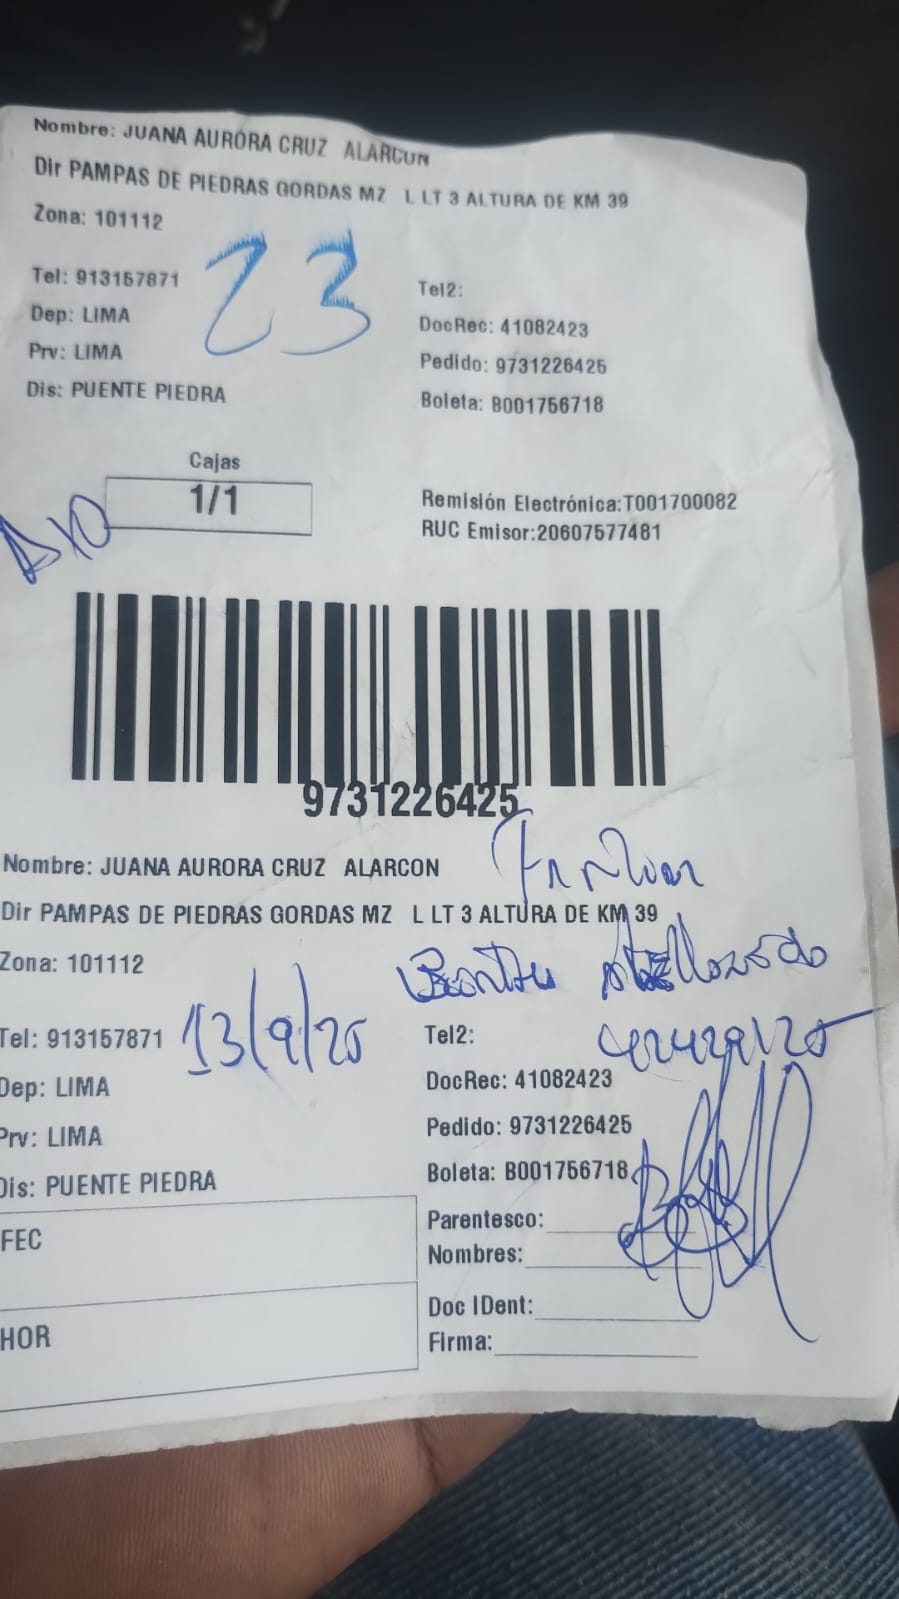 Nombre: JUANA AURORA CRUZ ALARCON
Dir PAMPAS DE PIEDRAS GORDAS MZ L LT 3 ALTURA DE KM 39
Zona: 101112
23
Tel: 913157871
Tel2:
Dep: LIMA
DocRec: 41082423
Prv: LIMA
Pedido: 9731226425
Dis: PUENTE PIEDRA
Boleta: B001756718
Cajas
1/1
Remisión Electrónica:T001700082
RUC Emisor:20607577481
9731226425
Nombre: JUANA AURORA CRUZ ALARCON
Dir PAMPAS DE PIEDRAS GORDAS MZ L LT 3 ALTURA DE KM 39
Zona: 101112
Tel: 913157871
13/9/25
Tel2:
Dep: LIMA
DocRec: 41082423
Prv: LIMA
Pedido: 9731226425
Dis: PUENTE PIEDRA
Boleta: B001756718
Parentesco:
FEC
Nombres:
Doc IDent:
HOR
Firma: